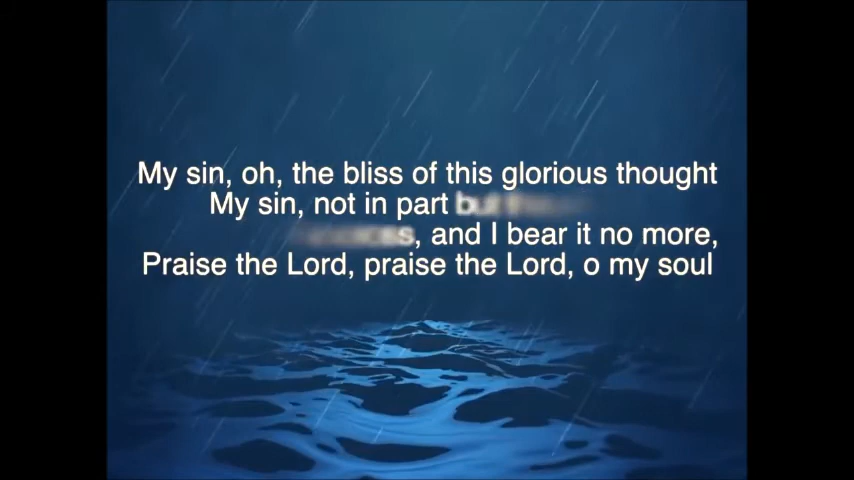 My sin, oh, the bliss of this glorious thought
My sin, not in part but
, and I bear it no more,
Praise the Lord, praise the Lord, o my soul